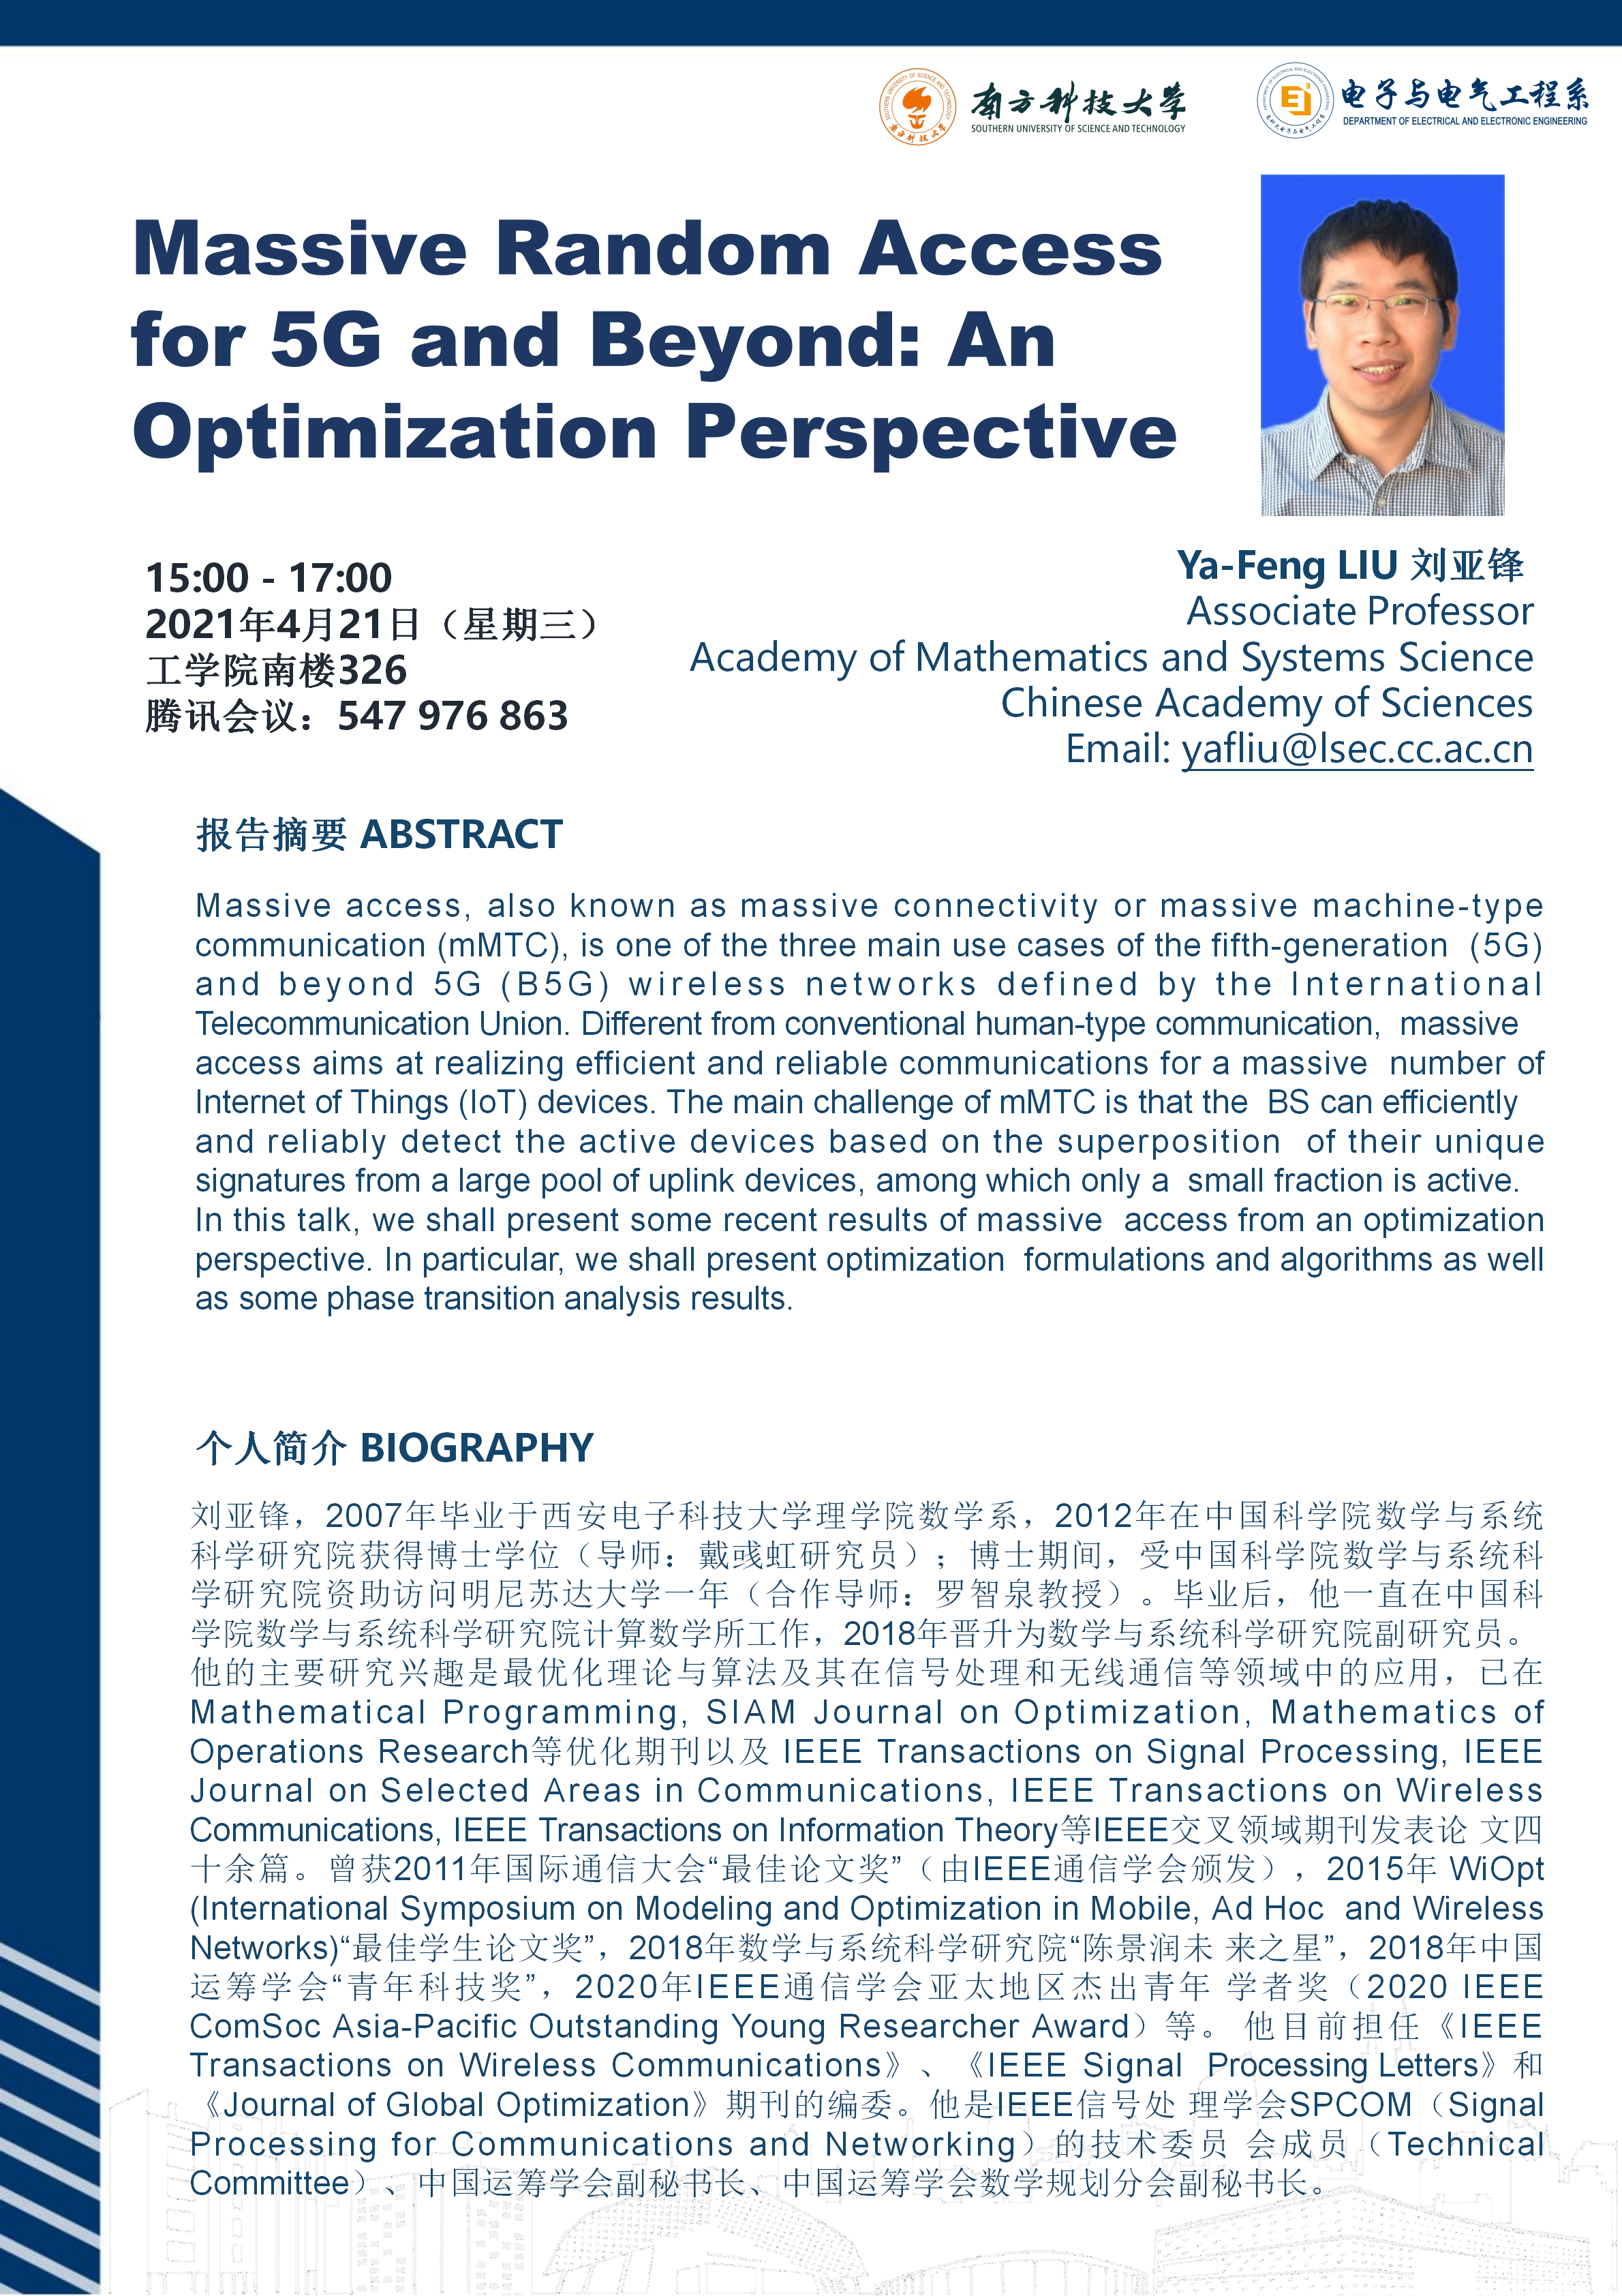 南方科技大学
SOUTHERN UNIVERSITY OF SCIENCE AND TECHNOLOGY
电子与电气工程系
DEPARTMENT OF ELECTRICAL AND ELECTRONIC ENGINEERING
Massive Random Access
for 5G and Beyond: An
Optimization Perspective
15:00 - 17:00
2021年4月21日（星期三）
工学院南楼326
腾讯会议：547 976 863
Ya-Feng LIU 刘亚锋
Associate Professor
Academy of Mathematics and Systems Science
Chinese Academy of Sciences
Email: yafliu@lsec.cc.ac.cn
报告摘要 ABSTRACT
Massive access, also known as massive connectivity or massive machine-type
communication (mMTC), is one of the three main use cases of the fifth-generation (5G)
and beyond 5G (B5G) wireless networks defined by the International
Telecommunication Union. Different from conventional human-type communication, massive
access aims at realizing efficient and reliable communications for a massive number of
Internet of Things (IoT) devices. The main challenge of mMTC is that the BS can efficiently
and reliably detect the active devices based on the superposition of their unique
signatures from a large pool of uplink devices, among which only a small fraction is active.
In this talk, we shall present some recent results of massive access from an optimization
perspective. In particular, we shall present optimization formulations and algorithms as well
as some phase transition analysis results.
个人简介 BIOGRAPHY
刘亚锋，2007年毕业于西安电子科技大学理学院数学系，2012年在中国科学院数学与系统
科学研究院获得博士学位（导师：戴彧虹研究员）；博士期间，受中国科学院数学与系统科
学研究院资助访问明尼苏达大学一年（合作导师：罗智泉教授）。毕业后，他一直在中国科
学院数学与系统科学研究院计算数学所工作，2018年晋升为数学与系统科学研究院副研究员。
他的主要研究兴趣是最优化理论与算法及其在信号处理和无线通信等领域中的应用，已在
Mathematical Programming, SIAM Journal on Optimization, Mathematics of
Operations Research等优化期刊以及 IEEE Transactions on Signal Processing, IEEE
Journal on Selected Areas in Communications, IEEE Transactions on Wireless
Communications, IEEE Transactions on Information Theory等IEEE交叉领域期刊发表论 文四
十余篇。曾获2011年国际通信大会“最佳论文奖”（由IEEE通信学会颁发），2015年 WiOpt
(International Symposium on Modeling and Optimization in Mobile, Ad Hoc and Wireless
Networks)“最佳学生论文奖”，2018年数学与系统科学研究院“陈景润未 来之星”，2018年中国
运筹学会“青年科技奖”，2020年IEEE通信学会亚太地区杰出青年 学者奖（2020 IEEE
ComSoc Asia-Pacific Outstanding Young Researcher Award）等。 他目前担任《IEEE
Transactions on Wireless Communications》、《IEEE Signal Processing Letters》和
《Journal of Global Optimization》期刊的编委。他是IEEE信号处 理学会SPCOM（Signal
Processing for Communications and Networking）的技术委员 会成员（Technical
Committee）、中国运筹学会副秘书长、中国运筹学会数学规划分会副秘书长。